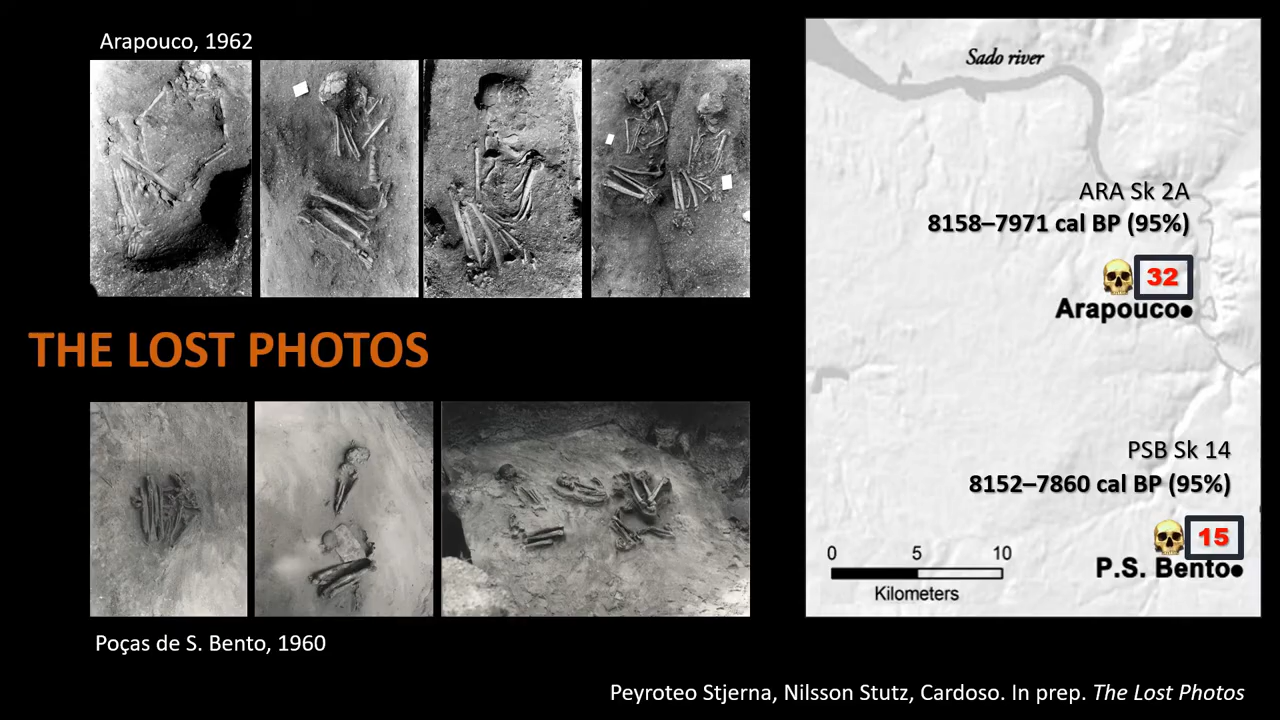 Arapouco, 1962
THE LOST PHOTOS
Poças de S. Bento, 1960
Sado river
ARA Sk 2A
8158–7971 cal BP (95%)
32
Arapouco
PSB Sk 14
8152–7860 cal BP (95%)
15
P.S. Bento
0 5 10
Kilometers
Peyroteo Stjerna, Nilsson Stutz, Cardoso. In prep. The Lost Photos